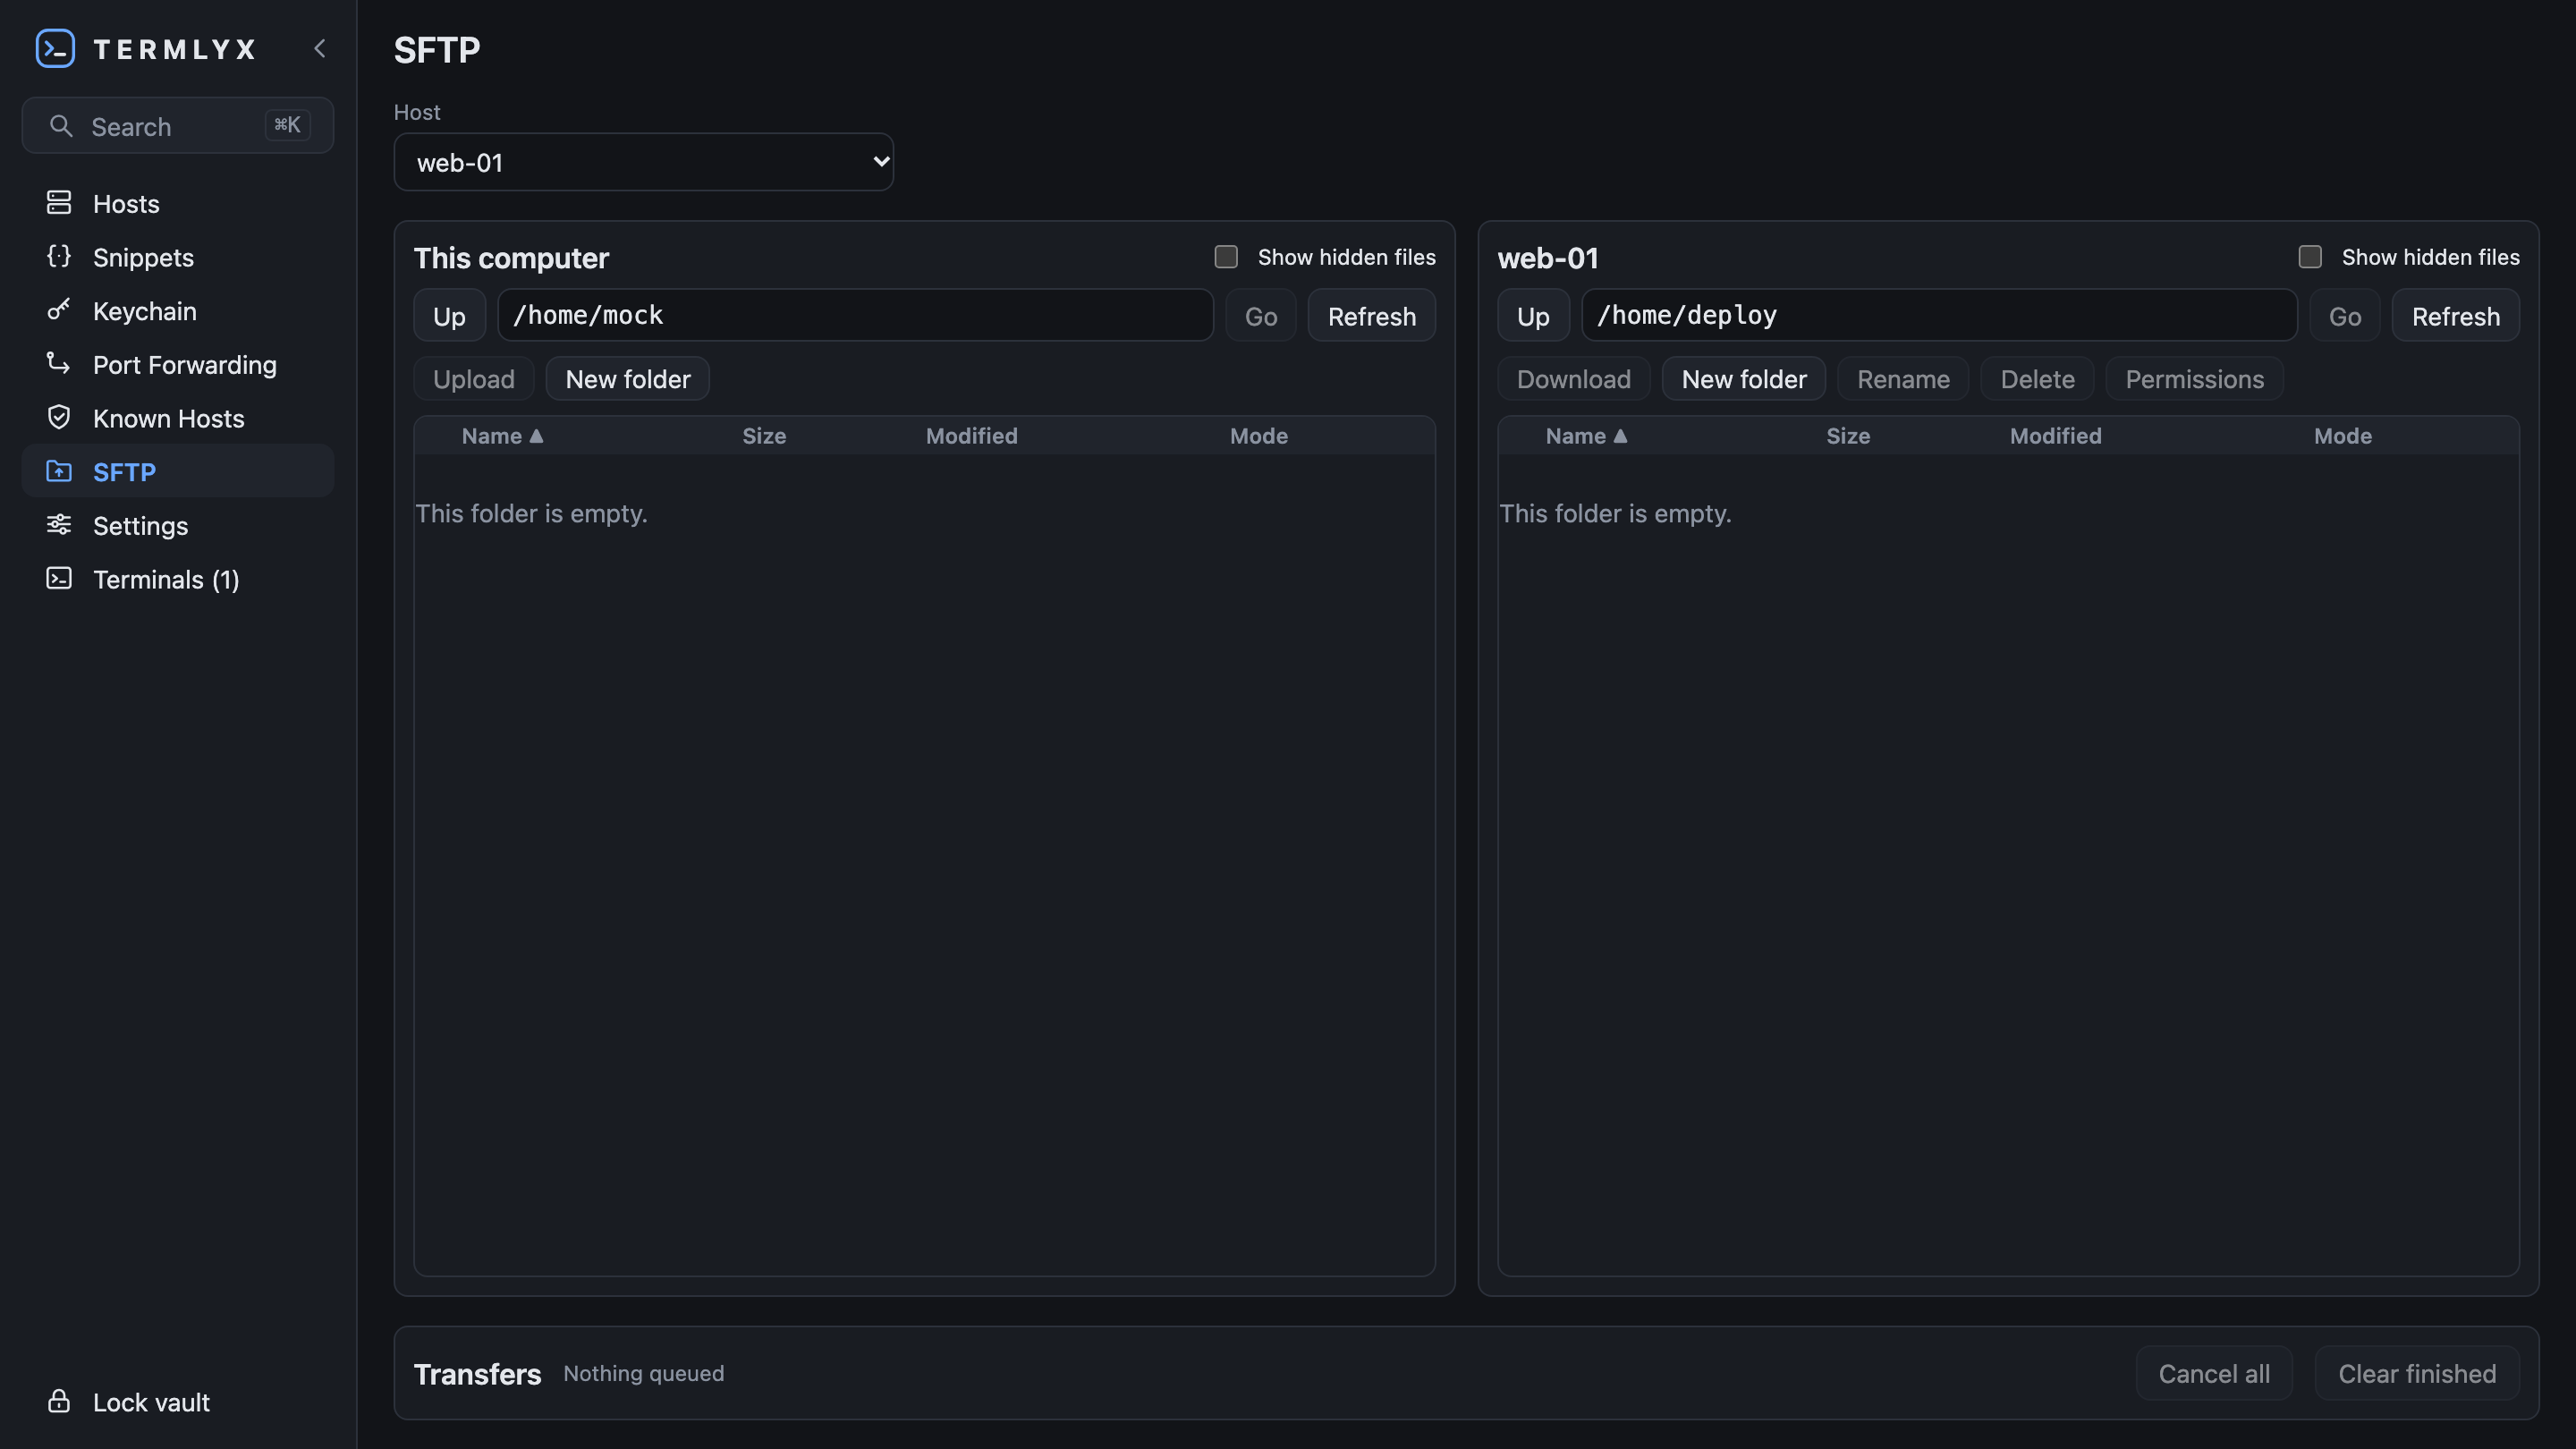 TERMLYX
Search ⌘K
Hosts
Snippets
Keychain
Port Forwarding
Known Hosts
SFTP
Settings
Terminals (1)
Lock vault
SFTP
Host
web-01
This computer
Show hidden files
Up /home/mock Go Refresh
Upload New folder
Name ▲ Size Modified Mode
This folder is empty.
web-01
Show hidden files
Up /home/deploy Go Refresh
Download New folder Rename Delete Permissions
Name ▲ Size Modified Mode
This folder is empty.
Transfers Nothing queued Cancel all Clear finished